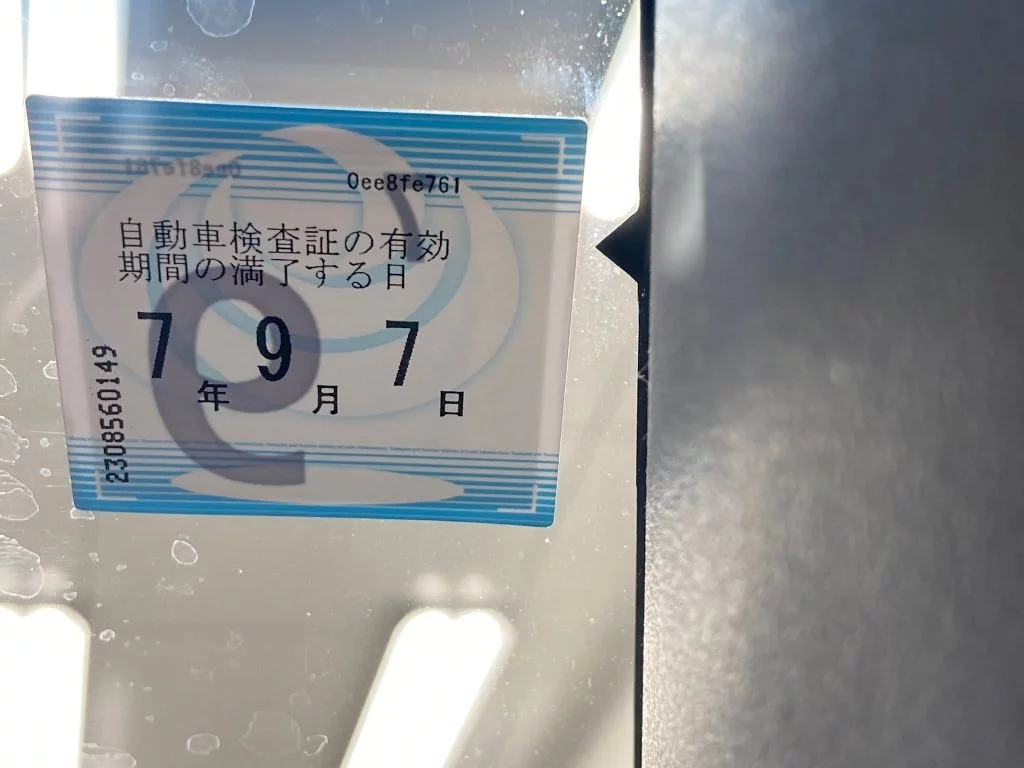 0ee8fe761
自動車検査証の有効
期間の満了する日
7年 9月 7日
2308560149